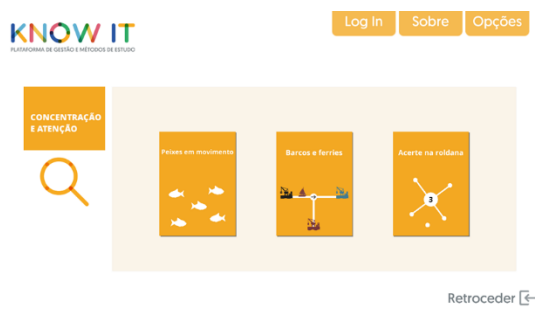 Log In
Sobre
Opções
KNOW IT
PLATAFORMA DE GESTÃO E MÉTODOS DE ESTUDO
CONCENTRAÇÃO
E ATENÇÃO
Peixes em movimento
Barcos e ferries
Acerte na roldana
3
Retroceder